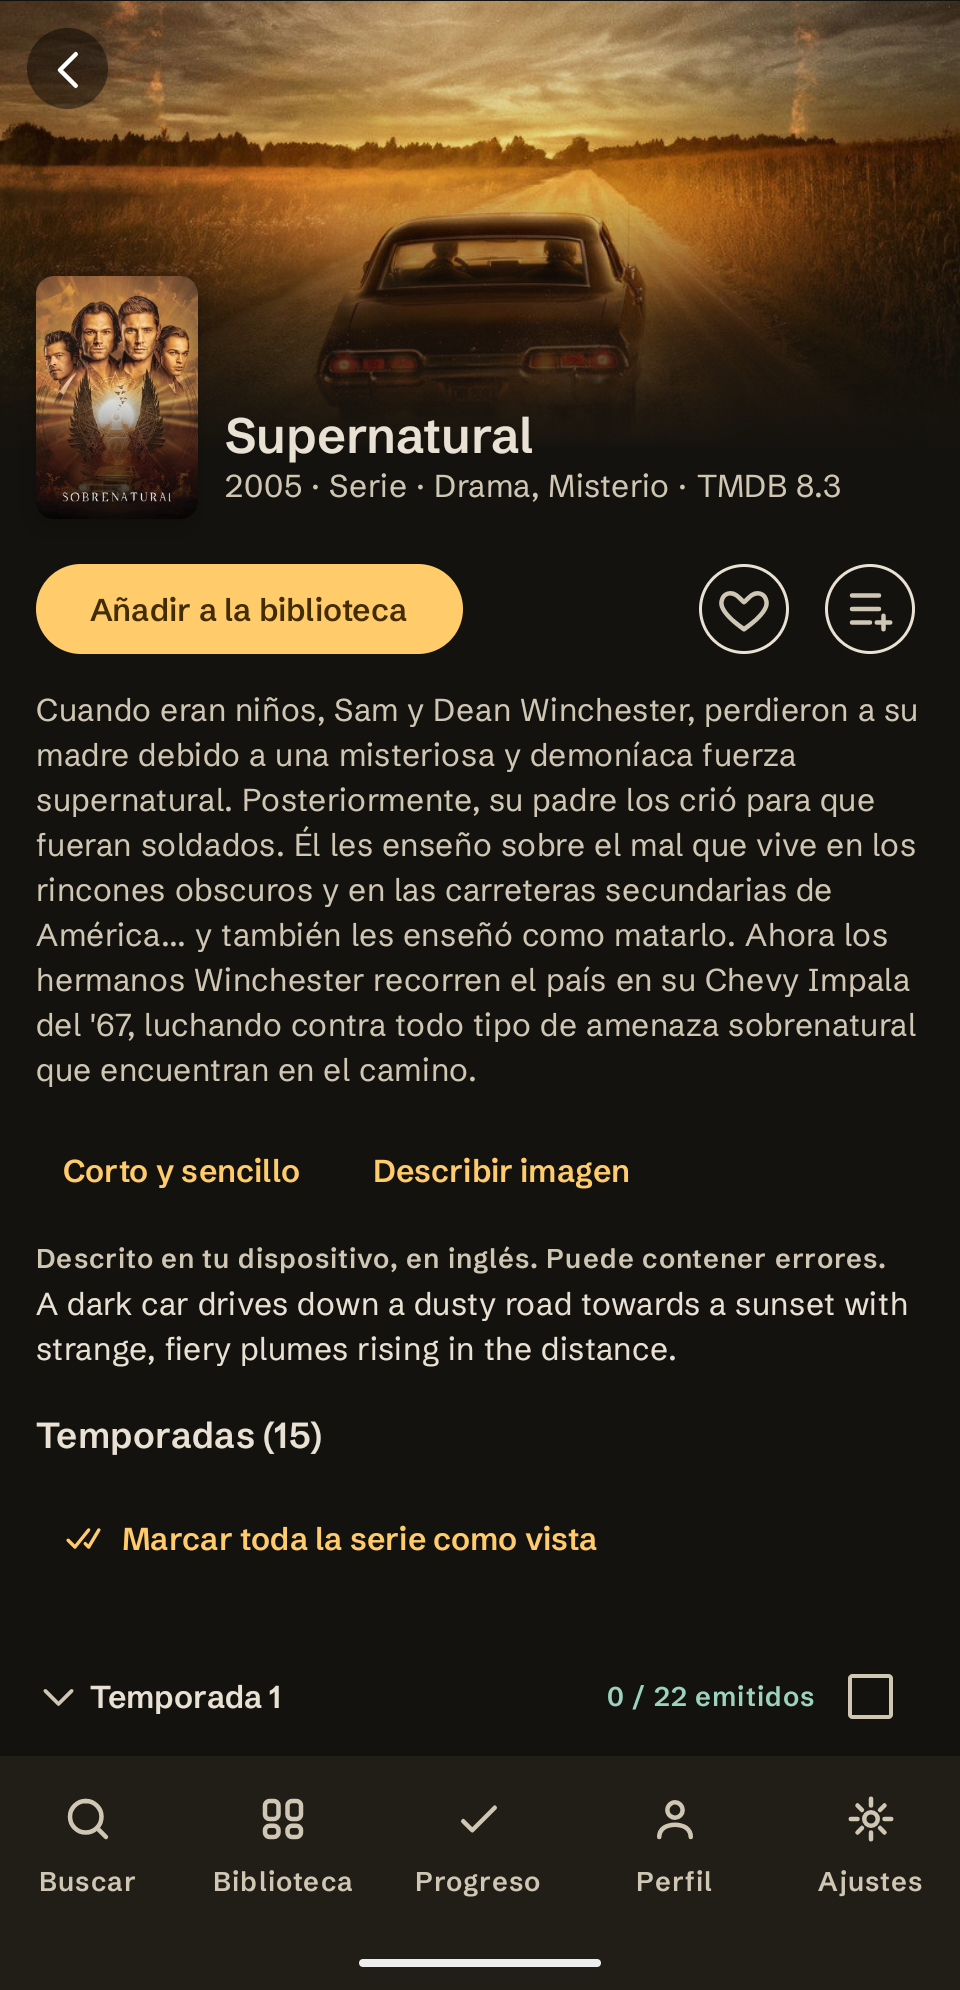 SOBRENATURAL
Supernatural
2005 · Serie · Drama, Misterio · TMDB 8.3
Añadir a la biblioteca
Cuando eran niños, Sam y Dean Winchester, perdieron a su
madre debido a una misteriosa y demoníaca fuerza
supernatural. Posteriormente, su padre los crió para que
fueran soldados. Él les enseño sobre el mal que vive en los
rincones obscuros y en las carreteras secundarias de
América... y también les enseñó como matarlo. Ahora los
hermanos Winchester recorren el país en su Chevy Impala
del '67, luchando contra todo tipo de amenaza sobrenatural
que encuentran en el camino.
Corto y sencillo Describir imagen
Descrito en tu dispositivo, en inglés. Puede contener errores.
A dark car drives down a dusty road towards a sunset with
strange, fiery plumes rising in the distance.
Temporadas (15)
Marcar toda la serie como vista
Temporada 1 0 / 22 emitidos
Buscar Biblioteca Progreso Perfil Ajustes